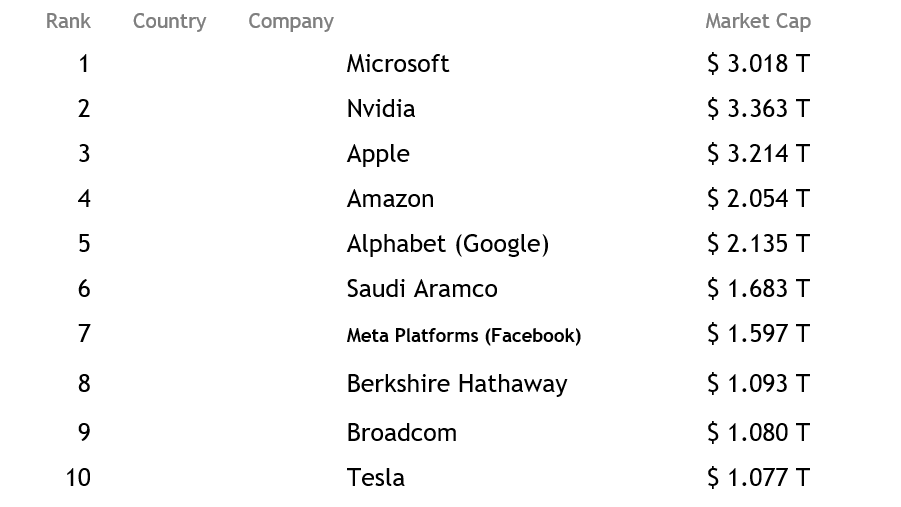 Rank Country Company Market Cap
1 Microsoft $ 3.018 T
2 Nvidia $ 3.363 T
3 Apple $ 3.214 T
4 Amazon $ 2.054 T
5 Alphabet (Google) $ 2.135 T
6 Saudi Aramco $ 1.683 T
7 Meta Platforms (Facebook) $ 1.597 T
8 Berkshire Hathaway $ 1.093 T
9 Broadcom $ 1.080 T
10 Tesla $ 1.077 T